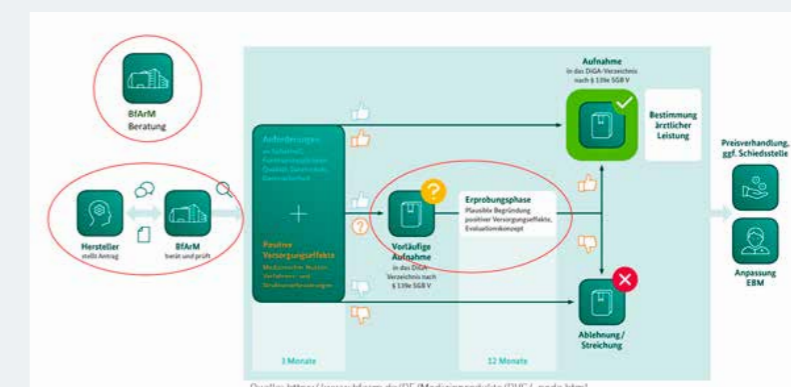 BfArM
Beratung
Hersteller
stellt Antrag
BfArM
berät und prüft
Anforderungen
+
Positive
Versorgungseffekte
Medizinischer Nutzen
3 Monate
?
?
Vorläufige
Aufnahme
in das DiGA-
Verzeichnis nach
§ 139e SGB V
Erprobungsphase
Plausible Begründung
positiver Versorgungseffekte,
Evaluationskonzept
12 Monate
Aufnahme
in das DiGA-Verzeichnis
nach § 139e SGB V
Bestimmung
ärztlicher
Leistung
Ablehnung/
Streichung
Preisverhandlung,
ggf. Schiedsstelle
Anpassung
EBM